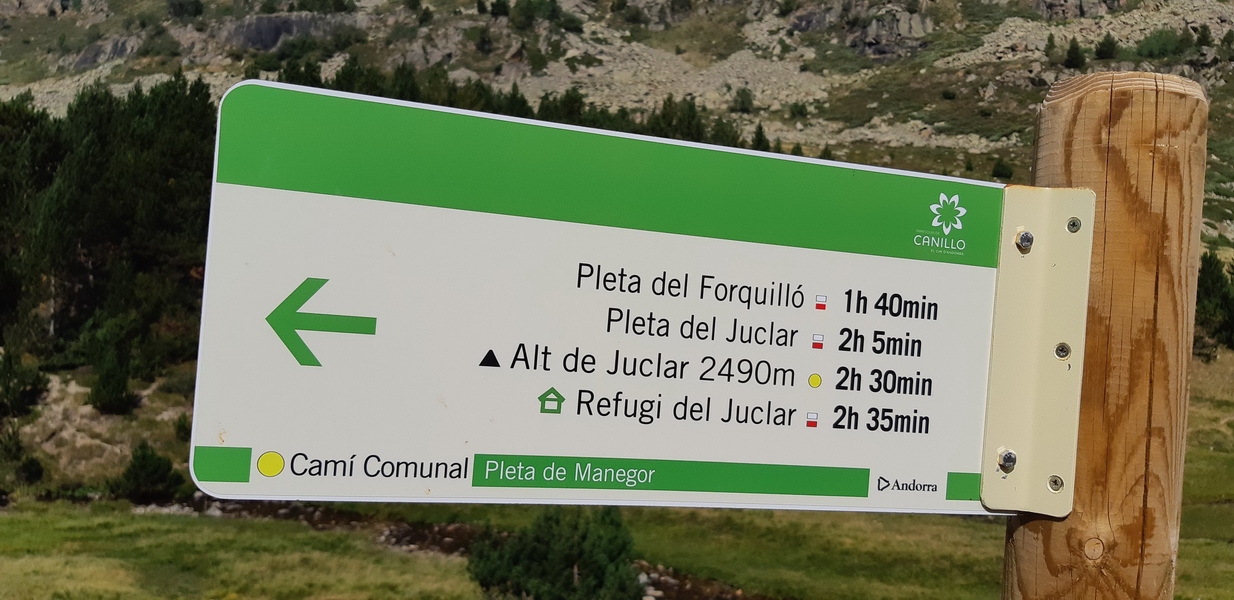 CANILLO
Pleta del Forquilló 1h 40min
Pleta del Juclar 2h 5min
Alt de Juclar 2490m 2h 30min
Refugi del Juclar 2h 35min
Camí Comunal Pleta de Manegor Andorra